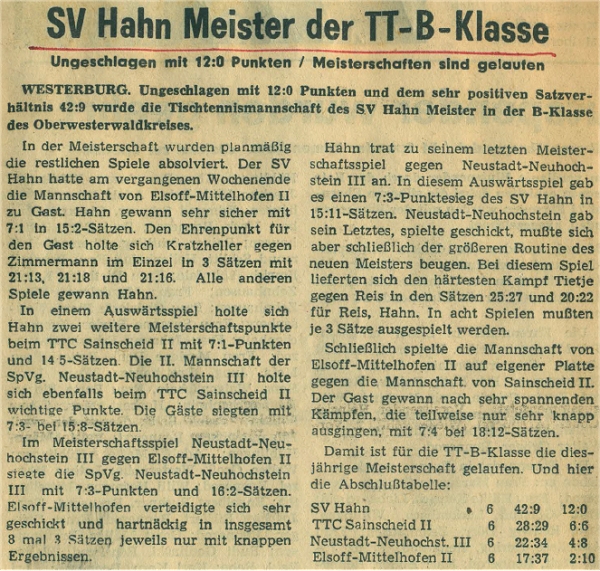 SV Hahn Meister der TT-B-Klasse
Ungeschlagen mit 12:0 Punkten / Meisterschaften sind gelaufen
WESTERBURG. Ungeschlagen mit 12:0 Punkten und dem sehr positiven Satzver-
hältnis 42:9 wurde die Tischtennismannschaft des SV Hahn Meister in der B-Klasse
des Oberwesterwaldkreises.
In der Meisterschaft wurden planmäßig
die restlichen Spiele absolviert. Der SV
Hahn hatte am vergangenen Wochenende
die Mannschaft von Elsoff-Mittelhofen II
zu Gast. Hahn gewann sehr sicher mit
7:1 in 15:2-Sätzen. Den Ehrenpunkt für
den Gast holte sich Kratzheller gegen
Zimmermann im Einzel in 3 Sätzen mit
21:13, 21:18 und 21:16. Alle anderen
Spiele gewann Hahn.
In einem Auswärtsspiel holte sich
Hahn zwei weitere Meisterschaftspunkte
beim TTC Sainscheid II mit 7:1-Punkten
und 14 5-Sätzen. Die II. Mannschaft der
SpVg. Neustadt-Neuhochstein III holte
sich ebenfalls beim TTC Sainscheid II
wichtige Punkte. Die Gäste siegten mit
7:3- bei 15:8-Sätzen.
Im Meisterschaftsspiel Neustadt-Neu-
hochstein III gegen Elsoff-Mittelhofen II
siegte die SpVg. Neustadt-Neuhochstein
III mit 7:3-Punkten und 16:2-Sätzen.
Elsoff-Mittelhofen verteidigte sich sehr
geschickt und hartnäckig in insgesamt
8 mal 3 Sätzen jeweils nur mit knappen
Ergebnissen.
Hahn trat zu seinem letzten Meister-
schaftsspiel gegen Neustadt-Neuhoch-
stein III an. In diesem Auswärtsspiel gab
es einen 7:3-Punktesieg des SV Hahn in
15:11-Sätzen. Neustadt-Neuhochstein gab
sein Letztes, spielte geschickt, mußte sich
aber schließlich der größeren Routine des
neuen Meisters beugen. Bei diesem Spiel
lieferten sich den härtesten Kampf Tietje
gegen Reis in den Sätzen 25:27 und 20:22
für Reis, Hahn. In acht Spielen mußten
je 3 Sätze ausgespielt werden.
Schließlich spielte die Mannschaft von
Elsoff-Mittelhofen II auf eigener Platte
gegen die Mannschaft von Sainscheid II.
Der Gast gewann nach sehr spannenden
Kämpfen, die teilweise nur sehr knapp
ausgingen, mit 7:4 bei 18:12-Sätzen.
Damit ist für die TT-B-Klasse die dies-
jährige Meisterschaft gelaufen. Und hier
die Abschlußtabelle:
SV Hahn 6 42:9 12:0
TTC Sainscheid II 6 28:29 6:6
Neustadt-Neuhochst. III 6 22:34 4:8
Elsoff-Mittelhofen II 6 17:37 2:10